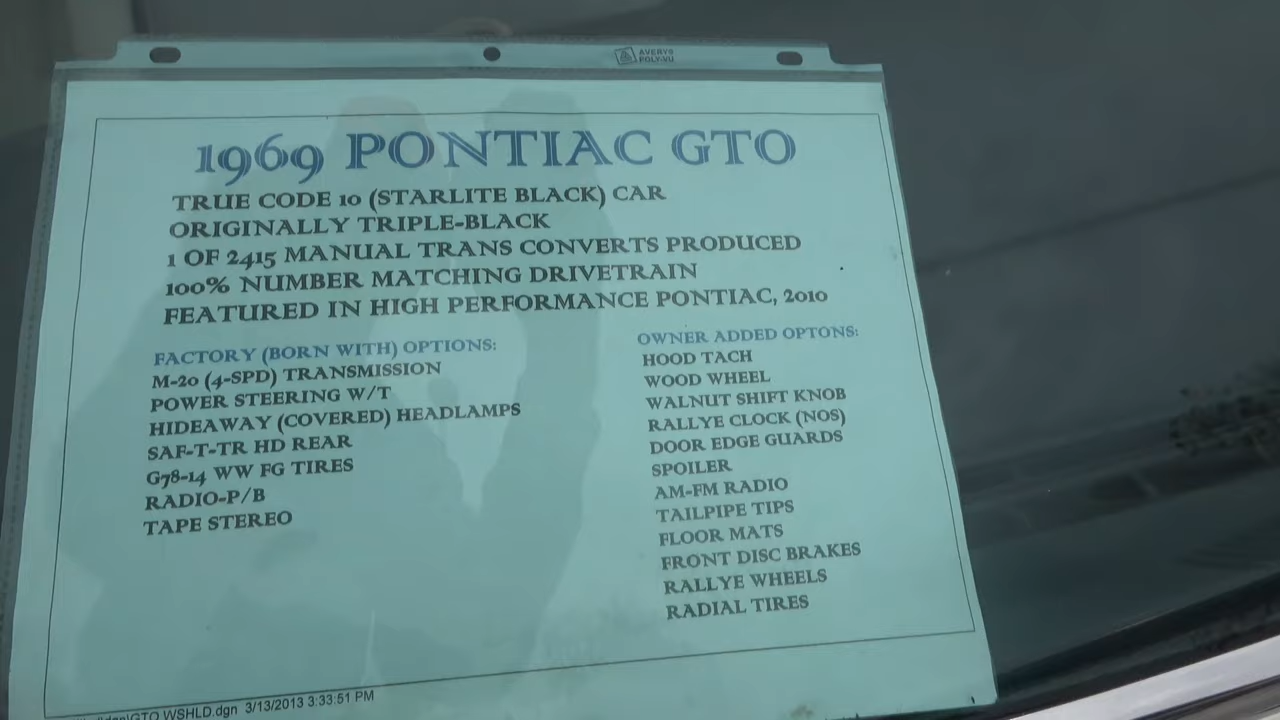 AVERY®
POLY-VU
1969 PONTIAC GTO
TRUE CODE 10 (STARLITE BLACK) CAR
ORIGINALLY TRIPLE-BLACK
1 OF 2415 MANUAL TRANS CONVERTS PRODUCED
100% NUMBER MATCHING DRIVETRAIN
FEATURED IN HIGH PERFORMANCE PONTIAC, 2010
FACTORY (BORN WITH) OPTIONS:
M-20 (4-SPD) TRANSMISSION
POWER STEERING W/T
HIDEAWAY (COVERED) HEADLAMPS
SAF-T-TR HD REAR
G78-14 WW FG TIRES
RADIO-P/B
TAPE STEREO
OWNER ADDED OPTONS:
HOOD TACH
WOOD WHEEL
WALNUT SHIFT KNOB
RALLYE CLOCK (NOS)
DOOR EDGE GUARDS
SPOILER
AM-FM RADIO
TAILPIPE TIPS
FLOOR MATS
FRONT DISC BRAKES
RALLYE WHEELS
RADIAL TIRES
WSHLD.dgn 3/13/2013 3:33:51 PM